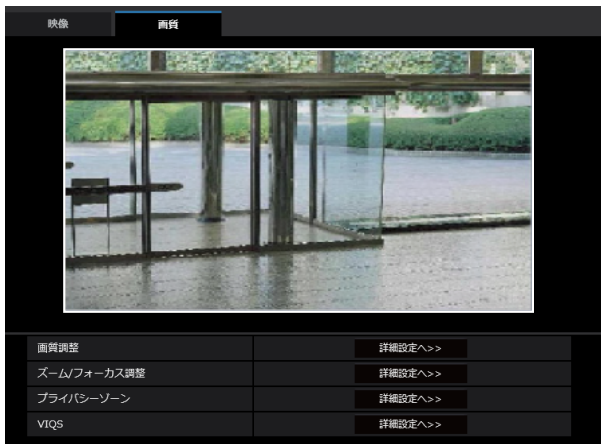 映像 画質
画質調整 詳細設定へ>>
ズーム/フォーカス調整 詳細設定へ>>
プライバシーゾーン 詳細設定へ>>
VIQS 詳細設定へ>>